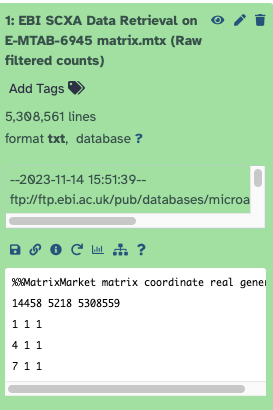 1: EBI SCXA Data Retrieval on
E-MTAB-6945 matrix.mtx (Raw
filtered counts)
Add Tags
5,308,561 lines
format txt, database ?
--2023-11-14 15:51:39--
ftp://ftp.ebi.ac.uk/pub/databases/microa
?
%%MatrixMarket matrix coordinate real gener
14458 5218 5308559
1 1 1
4 1 1
7 1 1